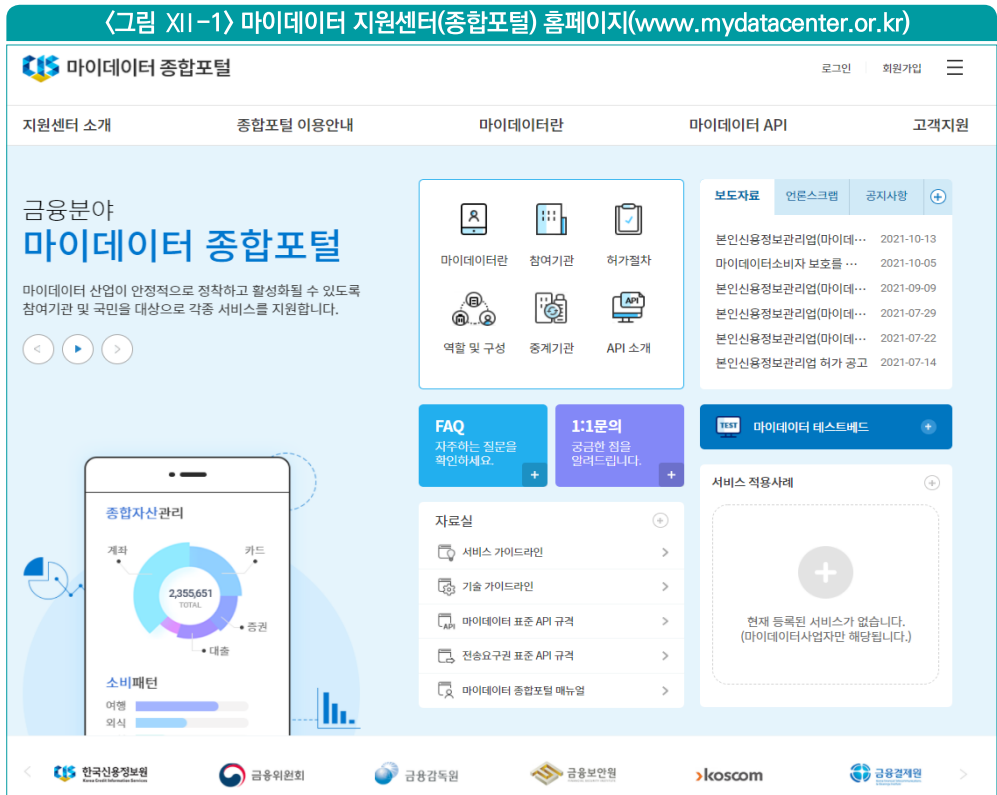 〈그림 XII-1〉 마이데이터 지원센터(종합포털) 홈페이지(www.mydatacenter.or.kr)
CIS 마이데이터 종합포털
로그인 회원가입
지원센터 소개 종합포털 이용안내 마이데이터란 마이데이터 API 고객지원
금융분야
마이데이터 종합포털
마이데이터 산업이 안정적으로 정착하고 활성화될 수 있도록
참여기관 및 국민을 대상으로 각종 서비스를 지원합니다.
마이데이터란 참여기관 허가절차
API
역할 및 구성 중계기관 API 소개
보도자료 언론스크랩 공지사항
본인신용정보관리업(마이데… 2021-10-13
마이데이터소비자 보호를 … 2021-10-05
본인신용정보관리업(마이데… 2021-09-09
본인신용정보관리업(마이데… 2021-07-29
본인신용정보관리업(마이데… 2021-07-22
본인신용정보관리업 허가 공고 2021-07-14
FAQ
자주하는 질문을
확인하세요.
1:1문의
궁금한 점을
알려드립니다.
TEST 마이데이터 테스트베드
자료실
서비스 가이드라인
기술 가이드라인
API 마이데이터 표준 API 규격
전송요구권 표준 API 규격
마이데이터 종합포털 매뉴얼
서비스 적용사례
현재 등록된 서비스가 없습니다.
(마이데이터사업자만 해당됩니다.)
종합자산관리
계좌 카드
2,355,651
TOTAL
증권
대출
소비패턴
여행
외식
CIS 한국신용정보원
Korea Credit Information Services
금융위원회
금융감독원
금융보안원
koscom
금융결제원